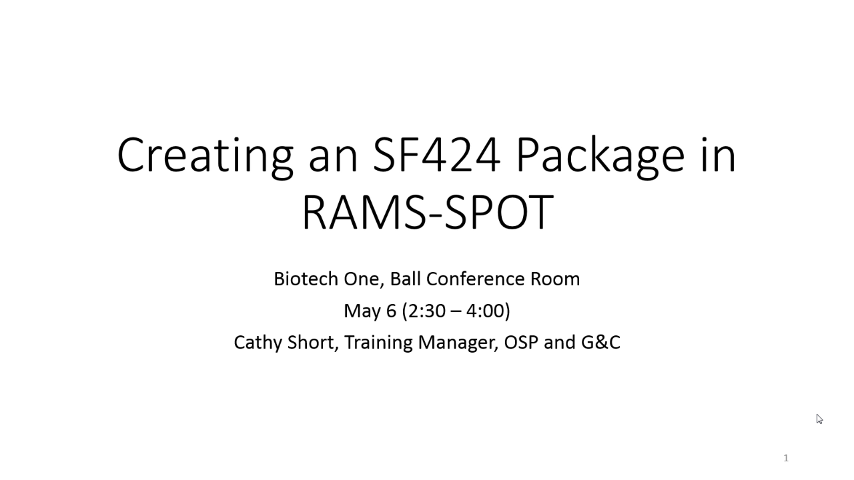 Creating an SF424 Package in
RAMS-SPOT
Biotech One, Ball Conference Room
May 6 (2:30 – 4:00)
Cathy Short, Training Manager, OSP and G&C
1